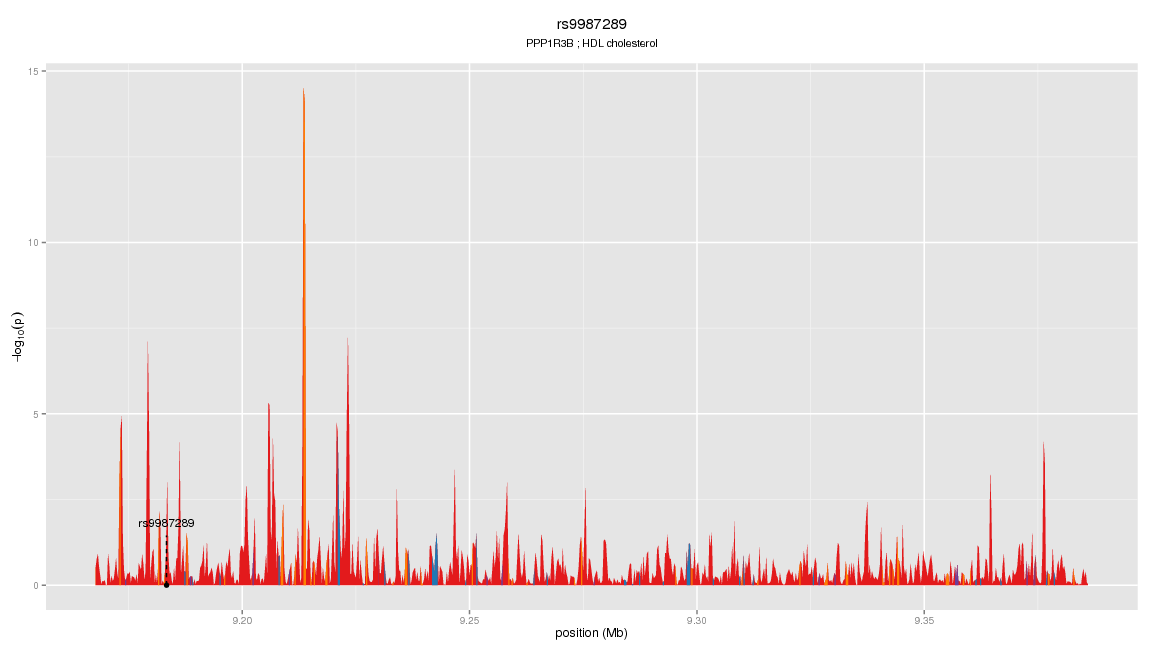 rs9987289
PPP1R3B ; HDL cholesterol
15
10
5
0
−log10(p)
rs9987289
9.20
9.25
9.30
9.35
position (Mb)